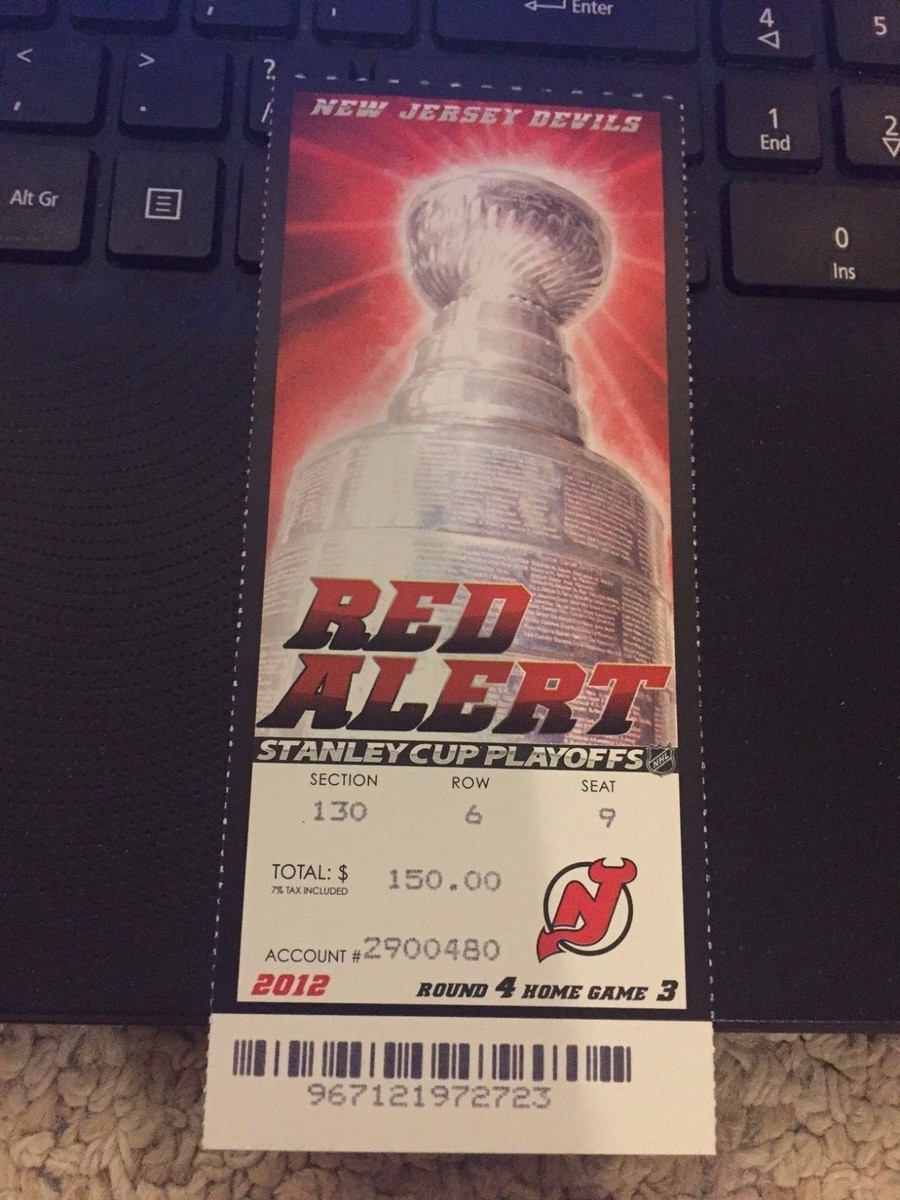 Enter
4
5
<
,
>
.
?
/
1
End
2
Alt Gr
0
Ins
NEW JERSEY DEVILS
RED
ALERT
STANLEY CUP PLAYOFFS NHL
SECTION ROW SEAT
130 6 9
TOTAL: $ 150.00
7% TAX INCLUDED
NJ
ACCOUNT # 2900480
2012 ROUND 4 HOME GAME 3
967121972723